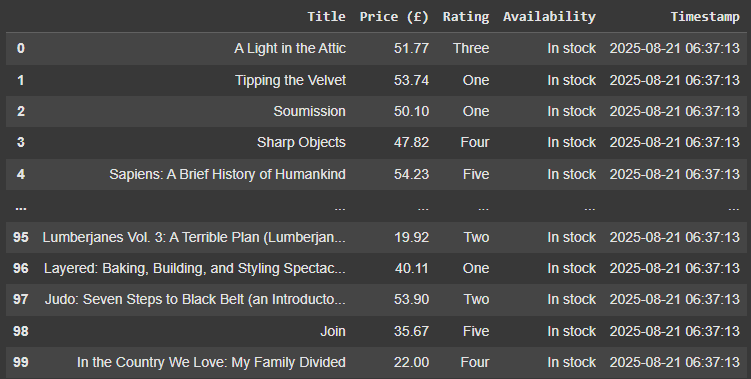 Title Price (£) Rating Availability Timestamp
0 A Light in the Attic 51.77 Three In stock 2025-08-21 06:37:13
1 Tipping the Velvet 53.74 One In stock 2025-08-21 06:37:13
2 Soumission 50.10 One In stock 2025-08-21 06:37:13
3 Sharp Objects 47.82 Four In stock 2025-08-21 06:37:13
4 Sapiens: A Brief History of Humankind 54.23 Five In stock 2025-08-21 06:37:13
... ... ... ... ... ...
95 Lumberjanes Vol. 3: A Terrible Plan (Lumberjan... 19.92 Two In stock 2025-08-21 06:37:13
96 Layered: Baking, Building, and Styling Spectac... 40.11 One In stock 2025-08-21 06:37:13
97 Judo: Seven Steps to Black Belt (an Introducto... 53.90 Two In stock 2025-08-21 06:37:13
98 Join 35.67 Five In stock 2025-08-21 06:37:13
99 In the Country We Love: My Family Divided 22.00 Four In stock 2025-08-21 06:37:13